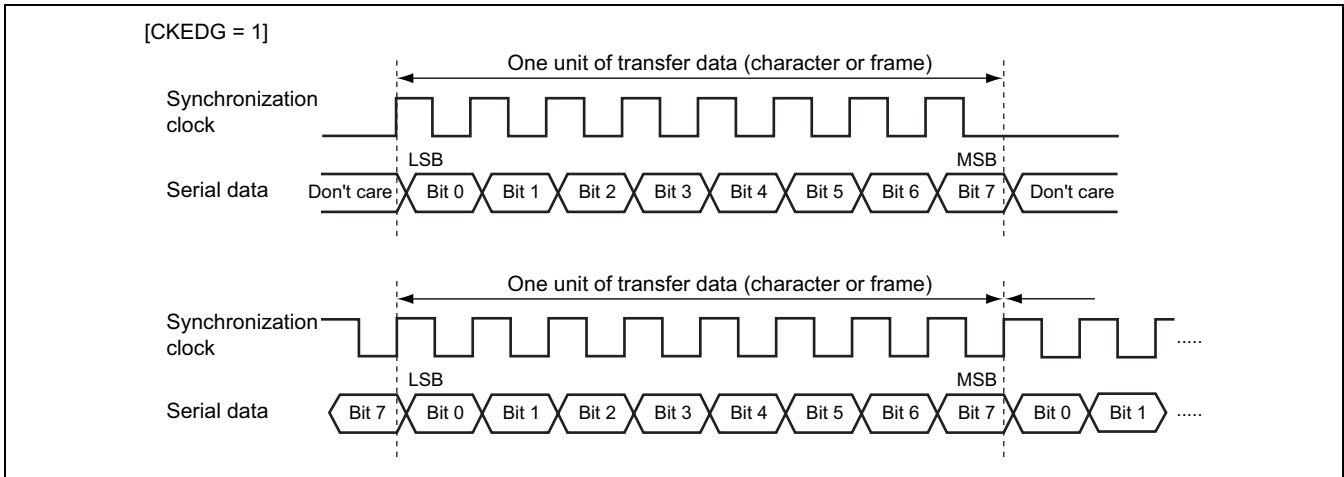 [CKEDG = 1]
One unit of transfer data (character or frame)
Synchronization
clock
LSB MSB
Serial data Don't care Bit 0 Bit 1 Bit 2 Bit 3 Bit 4 Bit 5 Bit 6 Bit 7 Don't care
One unit of transfer data (character or frame)
Synchronization
clock .....
LSB MSB
Serial data Bit 7 Bit 0 Bit 1 Bit 2 Bit 3 Bit 4 Bit 5 Bit 6 Bit 7 Bit 0 Bit 1 .....